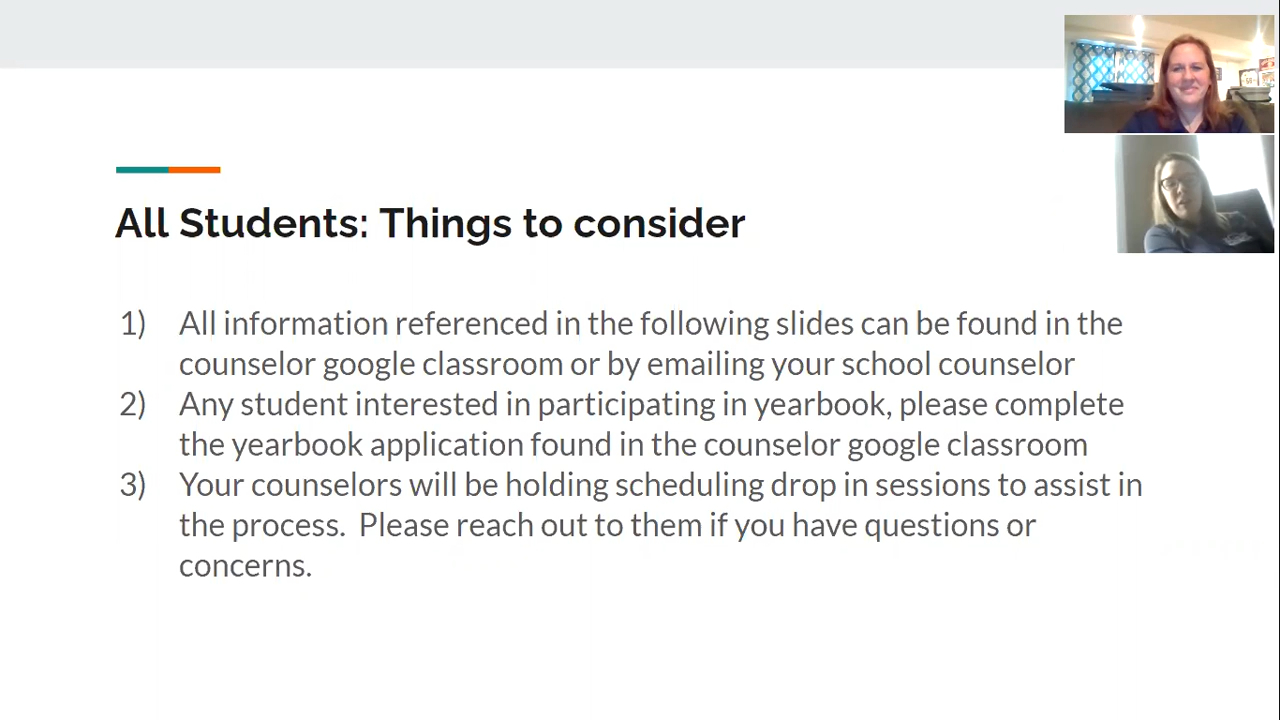 All Students: Things to consider
1) All information referenced in the following slides can be found in the
counselor google classroom or by emailing your school counselor
2) Any student interested in participating in yearbook, please complete
the yearbook application found in the counselor google classroom
3) Your counselors will be holding scheduling drop in sessions to assist in
the process.  Please reach out to them if you have questions or
concerns.